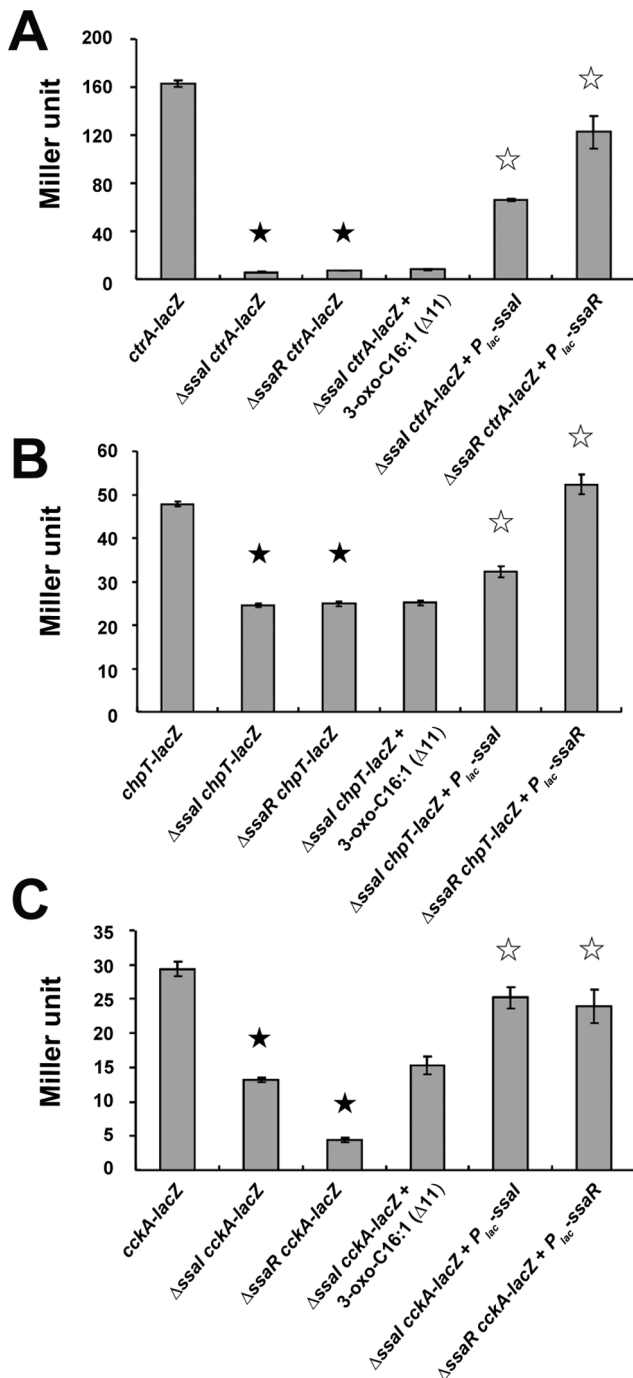 A
Miller unit
200
160
120
80
40
0
☆
☆
★
★
ctrA-lacZ
ΔssaI ctrA-lacZ
ΔssaR ctrA-lacZ
ΔssaI ctrA-lacZ +
3-oxo-C16:1 (Δ11)
ΔssaI ctrA-lacZ + Plac-ssaI
ΔssaR ctrA-lacZ + Plac-ssaR
B
Miller unit
60
50
40
30
20
10
0
☆
☆
★
★
chpT-lacZ
ΔssaI chpT-lacZ
ΔssaR chpT-lacZ
ΔssaI chpT-lacZ +
3-oxo-C16:1 (Δ11)
ΔssaI chpT-lacZ + Plac-ssaI
ΔssaR chpT-lacZ + Plac-ssaR
C
Miller unit
35
30
25
20
15
10
5
0
☆
☆
★
★
cckA-lacZ
ΔssaI cckA-lacZ
ΔssaR cckA-lacZ
ΔssaI cckA-lacZ +
3-oxo-C16:1 (Δ11)
ΔssaI cckA-lacZ + Plac-ssaI
ΔssaR cckA-lacZ + Plac-ssaR